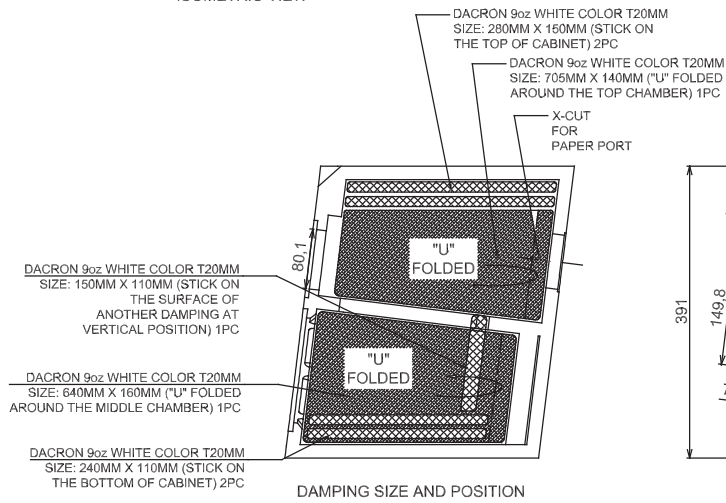 DACRON 9oz WHITE COLOR T20MM
SIZE: 280MM X 150MM (STICK ON
THE TOP OF CABINET) 2PC
DACRON 9oz WHITE COLOR T20MM
SIZE: 705MM X 140MM ("U" FOLDED
AROUND THE TOP CHAMBER) 1PC
X-CUT
FOR
PAPER PORT
80,1
"U"
FOLDED
DACRON 9oz WHITE COLOR T20MM
SIZE: 150MM X 110MM (STICK ON
THE SURFACE OF
ANOTHER DAMPING AT
VERTICAL POSITION) 1PC
391
149,8
"U"
FOLDED
DACRON 9oz WHITE COLOR T20MM
SIZE: 640MM X 160MM ("U" FOLDED
AROUND THE MIDDLE CHAMBER) 1PC
DACRON 9oz WHITE COLOR T20MM
SIZE: 240MM X 110MM (STICK ON
THE BOTTOM OF CABINET) 2PC
DAMPING SIZE AND POSITION